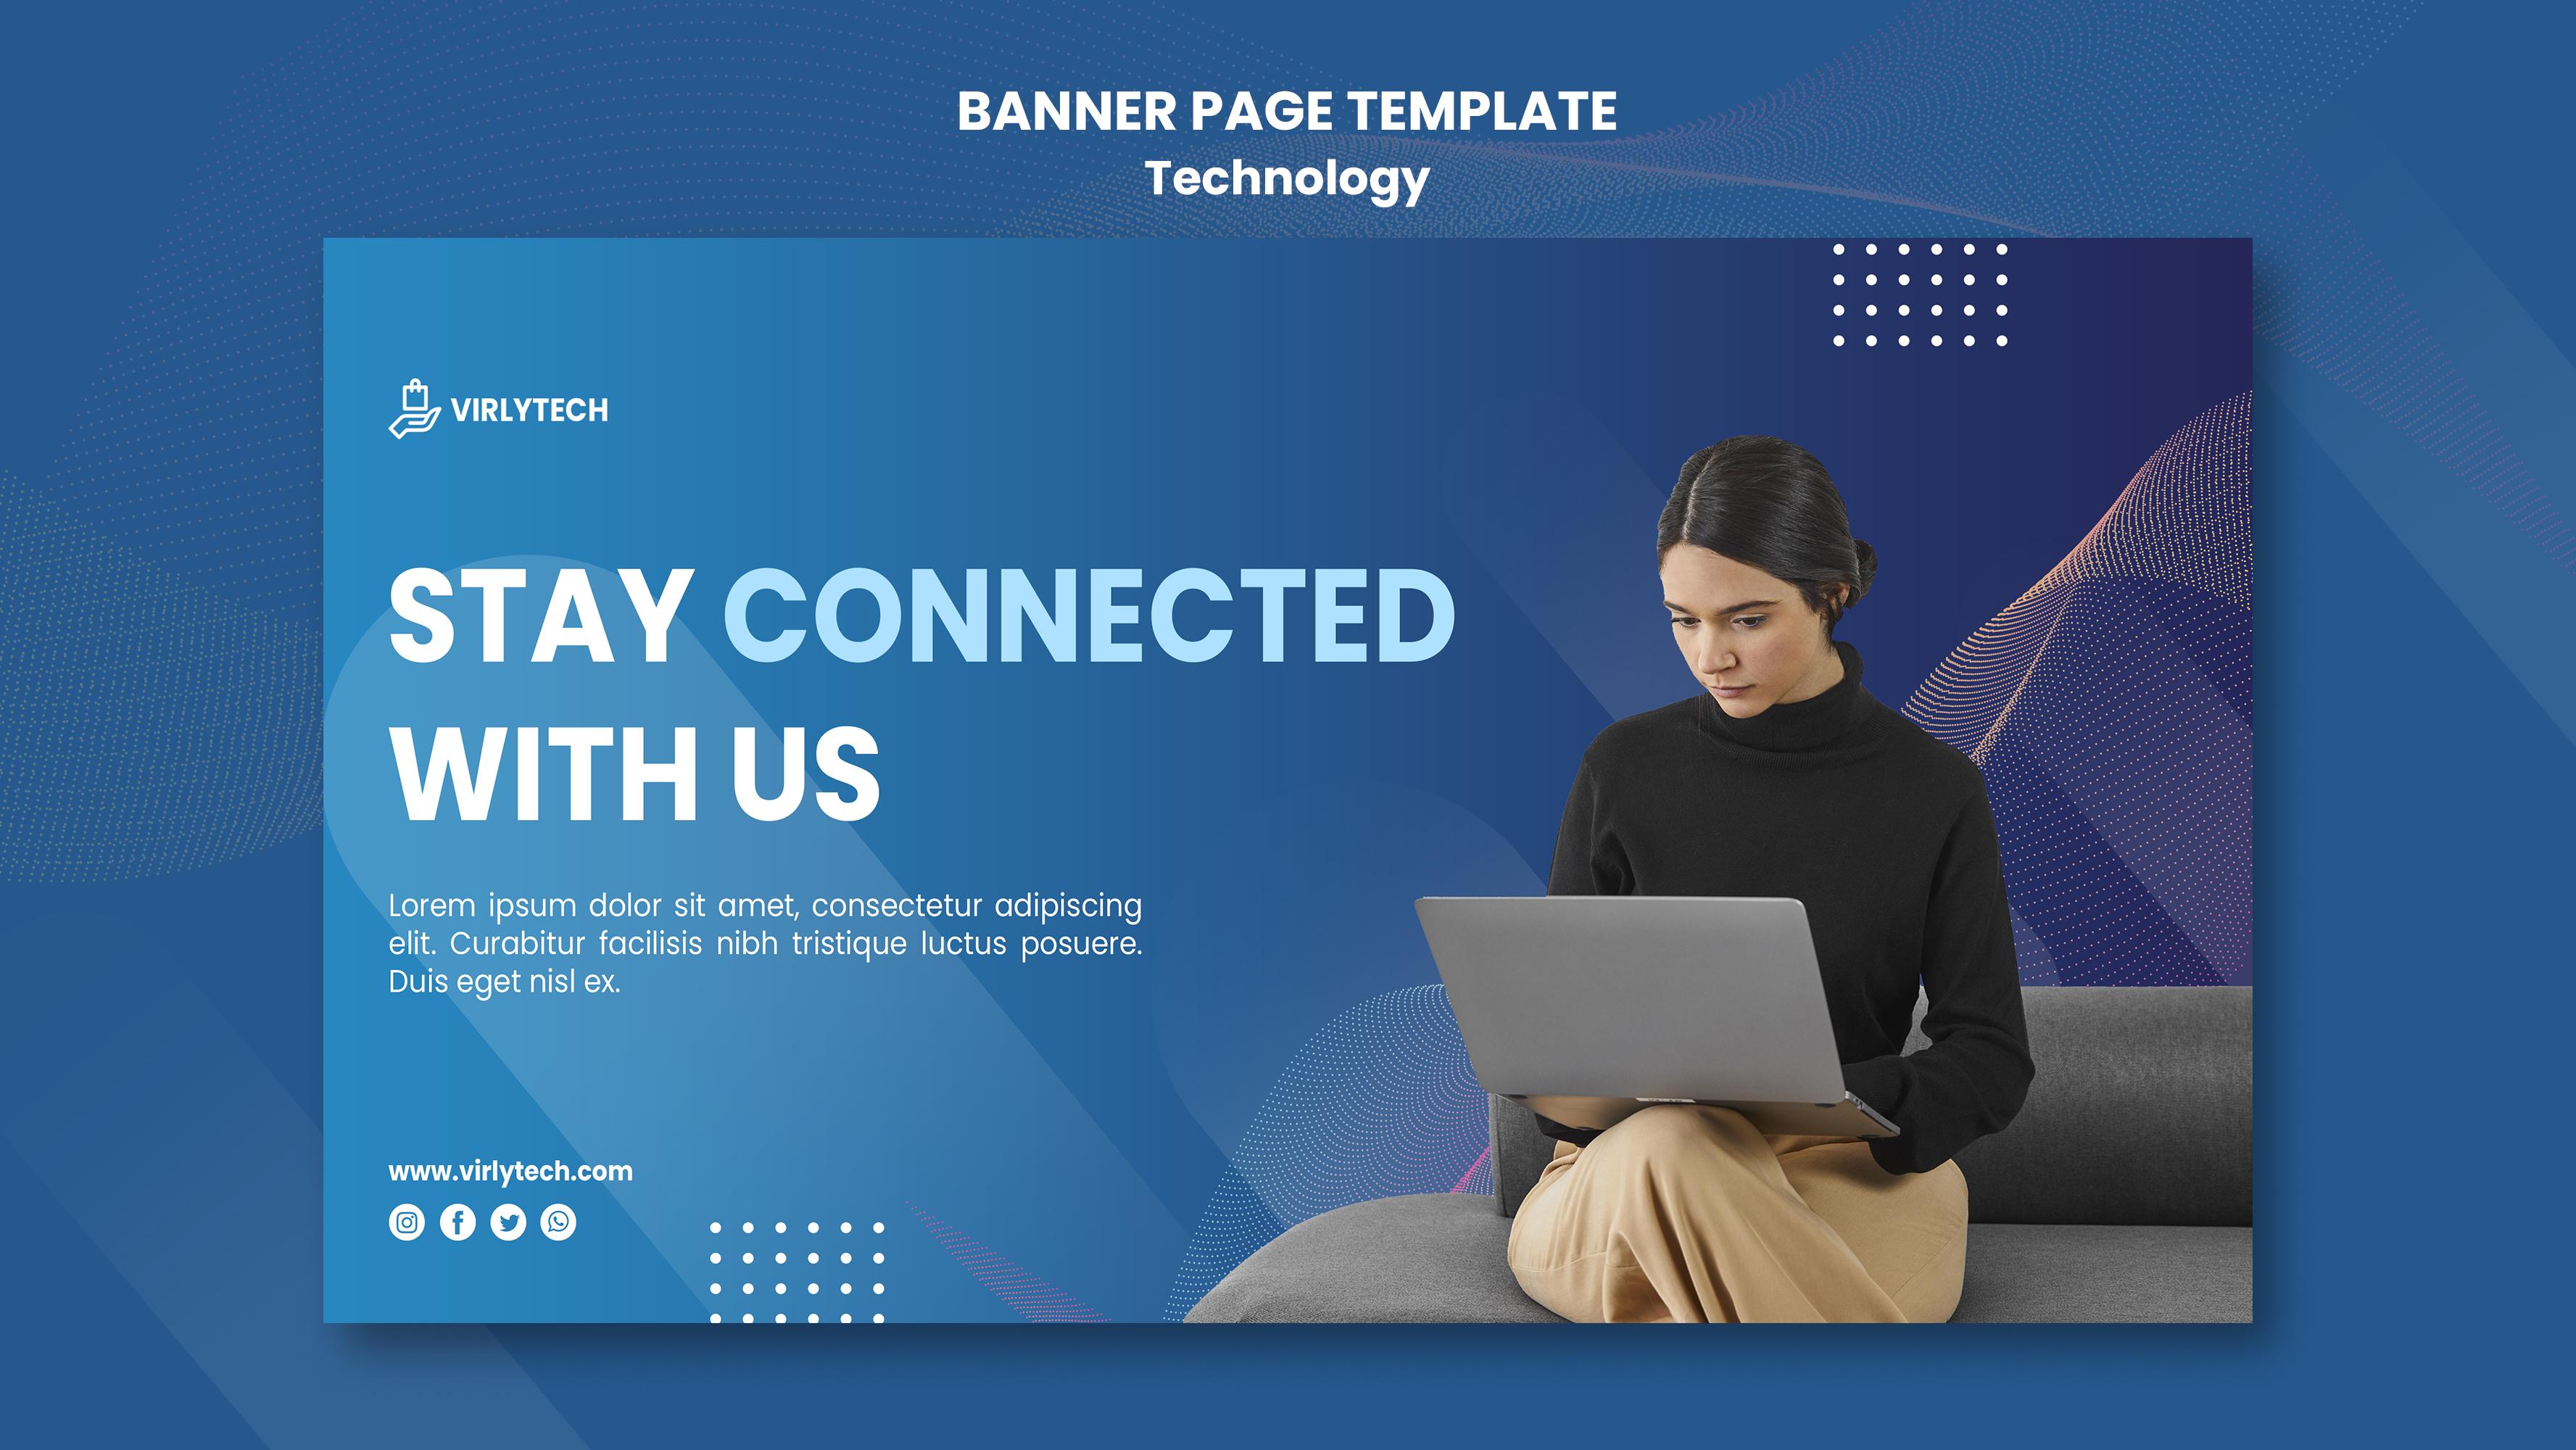 BANNER PAGE TEMPLATE
Technology
VIRLYTECH
STAY CONNECTED
WITH US
Lorem ipsum dolor sit amet, consectetur adipiscing
elit. Curabitur facilisis nibh tristique luctus posuere.
Duis eget nisl ex.
www.virlytech.com